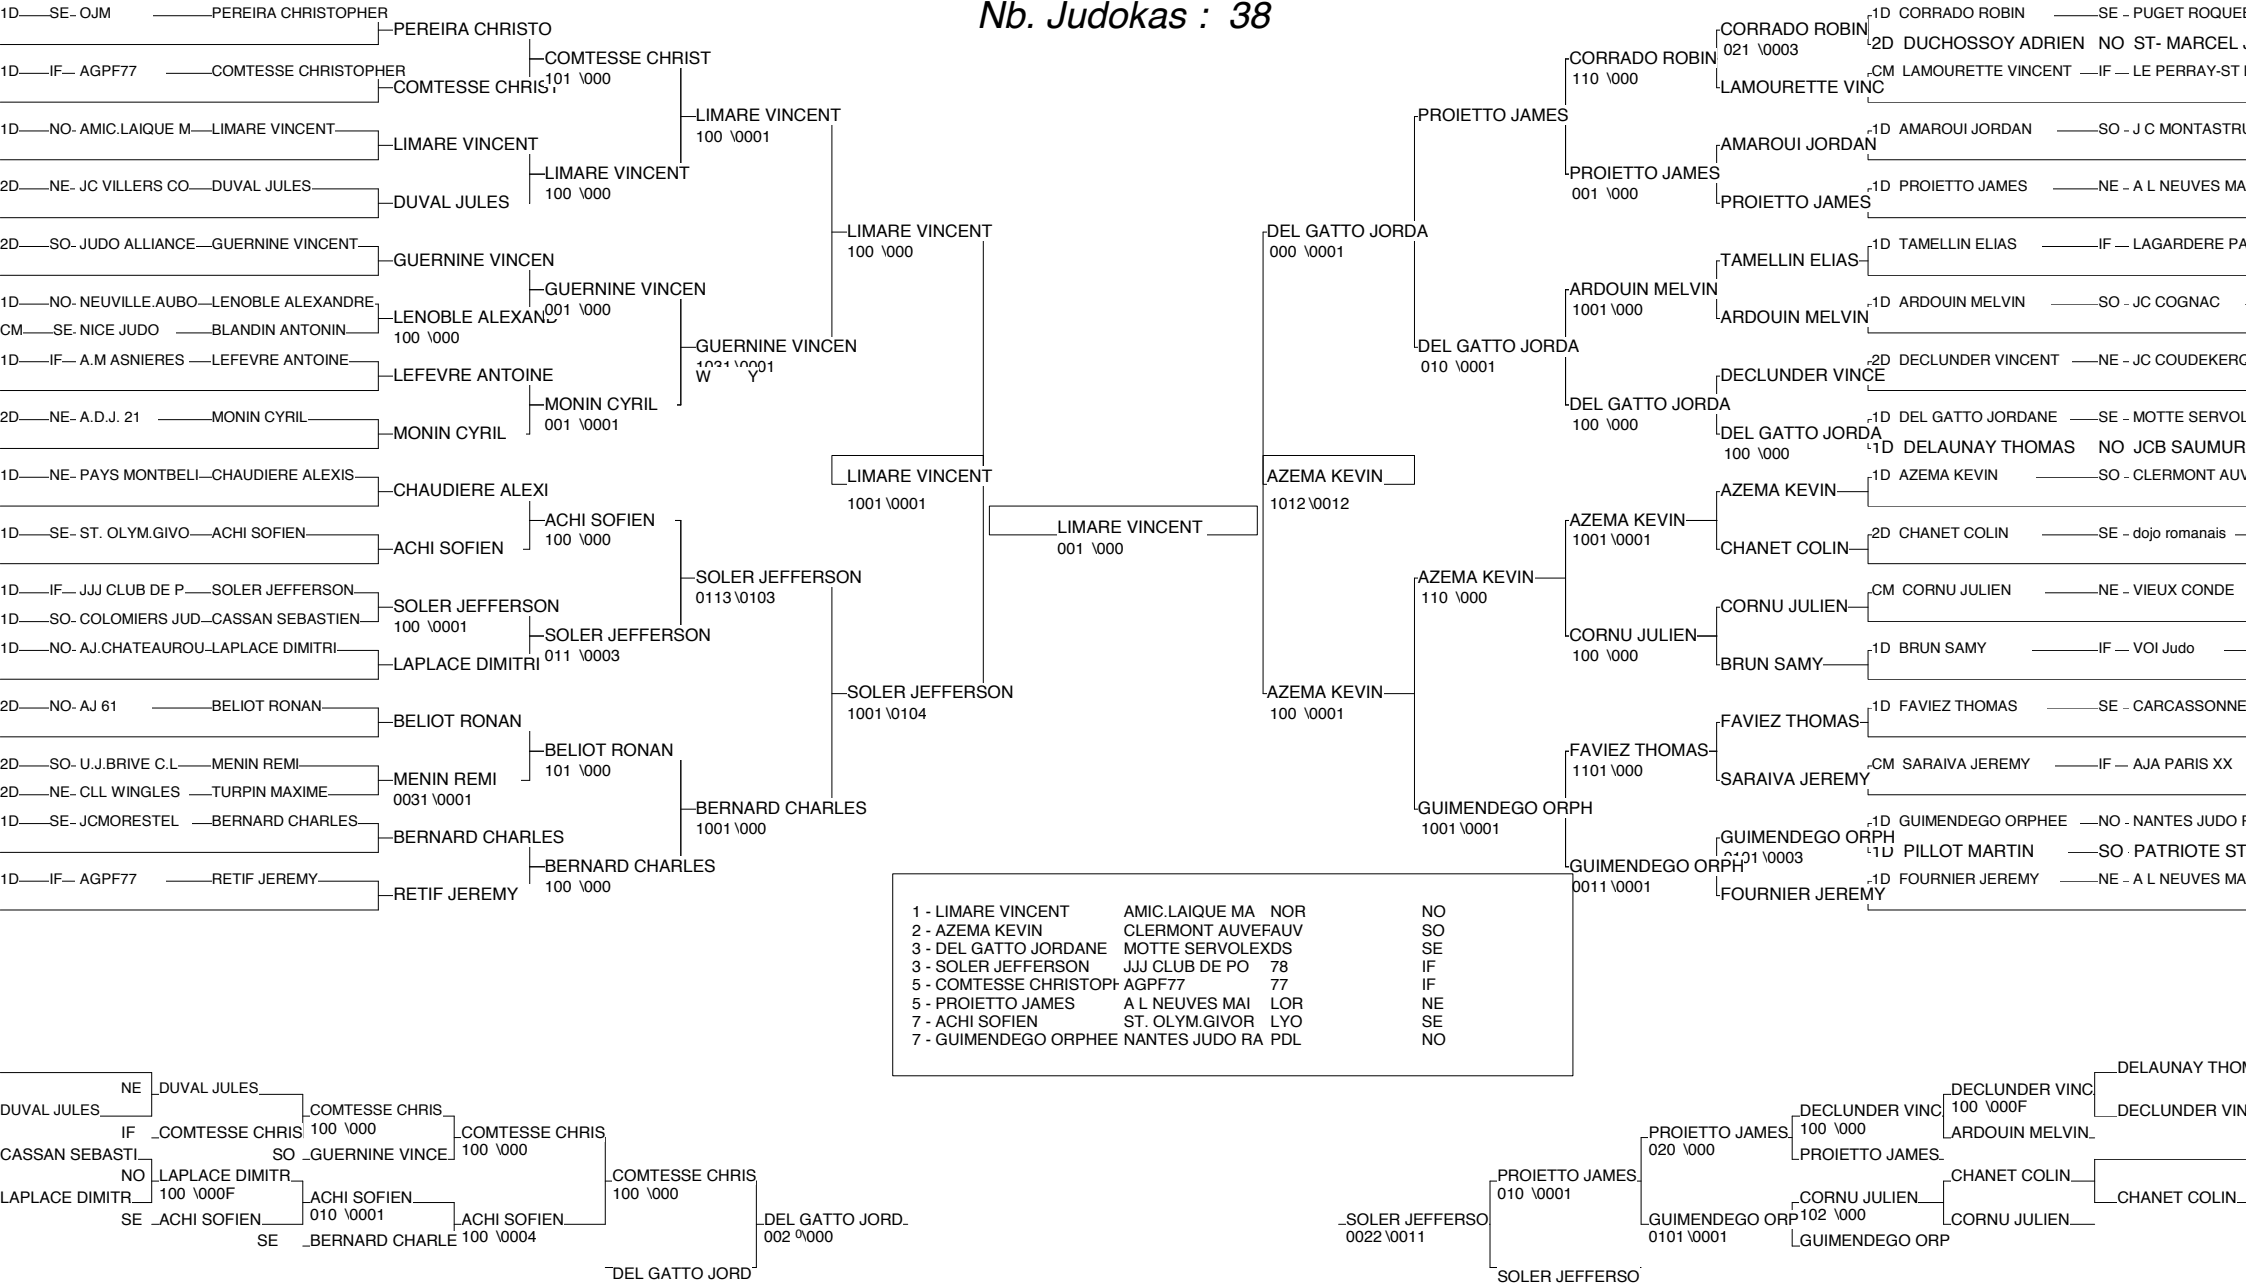 Nb. Judokas : 38
1D SE OJM PEREIRA CHRISTOPHER
1D IF AGPF77 COMTESSE CHRISTOPHER
1D NO AMIC.LAIQUE M LIMARE VINCENT
2D NE JC VILLERS CO DUVAL JULES
2D SO JUDO ALLIANCE GUERNINE VINCENT
1D NO NEUVILLE.AUBO LENOBLE ALEXANDRE
CM SE NICE JUDO BLANDIN ANTONIN
1D IF A.M ASNIERES LEFEVRE ANTOINE
2D NE A.D.J. 21 MONIN CYRIL
1D NE PAYS MONTBELI CHAUDIERE ALEXIS
1D SE ST. OLYM.GIVO ACHI SOFIEN
1D IF JJJ CLUB DE P SOLER JEFFERSON
1D SO COLOMIERS JUD CASSAN SEBASTIEN
1D NO AJ.CHATEAUROU LAPLACE DIMITRI
2D NO AJ 61 BELIOT RONAN
2D SO U.J.BRIVE C.L MENIN REMI
2D NE CLL WINGLES TURPIN MAXIME
1D SE JCMORESTEL BERNARD CHARLES
1D IF AGPF77 RETIF JEREMY
PEREIRA CHRISTO
COMTESSE CHRIS
LIMARE VINCENT
DUVAL JULES
GUERNINE VINCEN
LENOBLE ALEXAND
100 \000
LEFEVRE ANTOINE
MONIN CYRIL
CHAUDIERE ALEXI
ACHI SOFIEN
SOLER JEFFERSON
100 \0001
LAPLACE DIMITRI
BELIOT RONAN
MENIN REMI
0031 \0001
BERNARD CHARLES
RETIF JEREMY
COMTESSE CHRIST
101 \000
LIMARE VINCENT
100 \000
GUERNINE VINCEN
001 \000
MONIN CYRIL
001 \0001
ACHI SOFIEN
100 \000
SOLER JEFFERSON
011 \0003
BELIOT RONAN
101 \000
BERNARD CHARLES
100 \000
LIMARE VINCENT
100 \0001
GUERNINE VINCEN
1031 \0001
W Y
SOLER JEFFERSON
0113 \0103
BERNARD CHARLES
1001 \000
LIMARE VINCENT
100 \000
SOLER JEFFERSON
1001 \0104
LIMARE VINCENT
1001 \0001
LIMARE VINCENT
001 \000
AZEMA KEVIN
1012 \0012
DEL GATTO JORDA
000 \0001
AZEMA KEVIN
100 \0001
PROIETTO JAMES
DEL GATTO JORDA
010 \0001
AZEMA KEVIN
110 \000
GUIMENDEGO ORPH
1001 \0001
CORRADO ROBIN
110 \000
PROIETTO JAMES
001 \000
ARDOUIN MELVIN
1001 \000
DEL GATTO JORDA
100 \000
AZEMA KEVIN
1001 \0001
CORNU JULIEN
100 \000
FAVIEZ THOMAS
1101 \000
GUIMENDEGO ORPH
0011 \0001
CORRADO ROBIN
021 \0003
LAMOURETTE VINC
AMAROUI JORDAN
PROIETTO JAMES
TAMELLIN ELIAS
ARDOUIN MELVIN
DECLUNDER VINCE
DEL GATTO JORDA
100 \000
AZEMA KEVIN
CHANET COLIN
CORNU JULIEN
BRUN SAMY
FAVIEZ THOMAS
SARAIVA JEREMY
GUIMENDEGO ORPH
0101 \0003
FOURNIER JEREMY
1D CORRADO ROBIN SE PUGET ROQUEB
2D DUCHOSSOY ADRIEN NO ST- MARCEL
CM LAMOURETTE VINCENT IF LE PERRAY-ST
1D AMAROUI JORDAN SO J C MONTASTRU
1D PROIETTO JAMES NE A L NEUVES MA
1D TAMELLIN ELIAS IF LAGARDERE PA
1D ARDOUIN MELVIN SO JC COGNAC
2D DECLUNDER VINCENT NE JC COUDEKERQ
1D DEL GATTO JORDANE SE MOTTE SERVOL
1D DELAUNAY THOMAS NO JCB SAUMUR
1D AZEMA KEVIN SO CLERMONT AUV
2D CHANET COLIN SE dojo romanais
CM CORNU JULIEN NE VIEUX CONDE
1D BRUN SAMY IF VOI Judo
1D FAVIEZ THOMAS SE CARCASSONNE
CM SARAIVA JEREMY IF AJA PARIS XX
1D GUIMENDEGO ORPHEE NO NANTES JUDO
1D PILLOT MARTIN SO PATRIOTE ST
1D FOURNIER JEREMY NE A L NEUVES MA
1 - LIMARE VINCENT AMIC.LAIQUE MA NOR NO
2 - AZEMA KEVIN CLERMONT AUVEFAUV SO
3 - DEL GATTO JORDANE MOTTE SERVOLEXDS SE
3 - SOLER JEFFERSON JJJ CLUB DE PO 78 IF
5 - COMTESSE CHRISTOPH AGPF77 77 IF
5 - PROIETTO JAMES A L NEUVES MAI LOR NE
7 - ACHI SOFIEN ST. OLYM.GIVOR LYO SE
7 - GUIMENDEGO ORPHEE NANTES JUDO RA PDL NO
DUVAL JULES
CASSAN SEBASTI
LAPLACE DIMITR
NE DUVAL JULES
IF COMTESSE CHRIS
NO LAPLACE DIMITR
100 \000F
SE ACHI SOFIEN
COMTESSE CHRIS
100 \000
SO GUERNINE VINCE
ACHI SOFIEN
010 \0001
SE BERNARD CHARLE
COMTESSE CHRIS
100 \000
ACHI SOFIEN
100 \0004
COMTESSE CHRIS
100 \000
DEL GATTO JORD
DEL GATTO JORD
002 0\000
SOLER JEFFERSO
0022 \0011
PROIETTO JAMES
010 \0001
SOLER JEFFERSO
PROIETTO JAMES
020 \000
GUIMENDEGO ORP
0101 \0001
DECLUNDER VINC
100 \000
PROIETTO JAMES
CORNU JULIEN
102 \000
GUIMENDEGO ORP
DECLUNDER VINC
100 \000F
ARDOUIN MELVIN
CHANET COLIN
CORNU JULIEN
DELAUNAY THOM
DECLUNDER VIN
CHANET COLIN